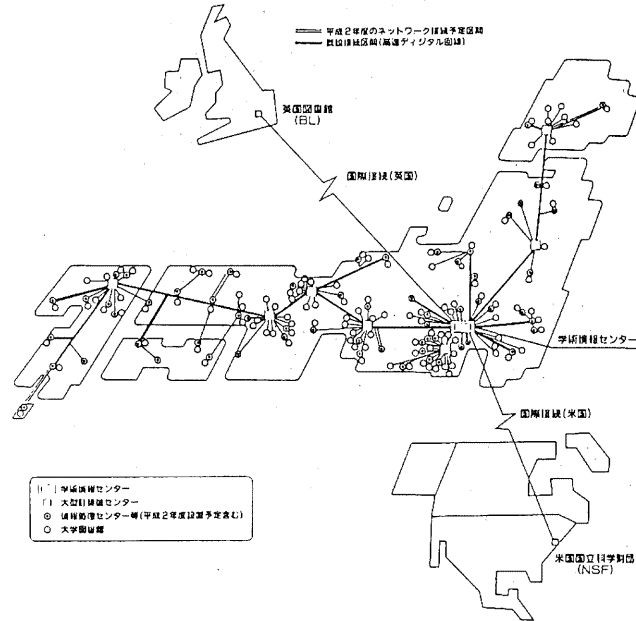 平成2年度のネットワーク接続予定区間
既設接続区間(高速ディジタル回線)
英国図書館
(BL)
国際接続(英国)
学術情報センター
国際接続(米国)
学術情報センター
大型計算機センター
情報処理センター等(平成2年度設置予定含む)
大学図書館
米国国立科学財団
(NSF)